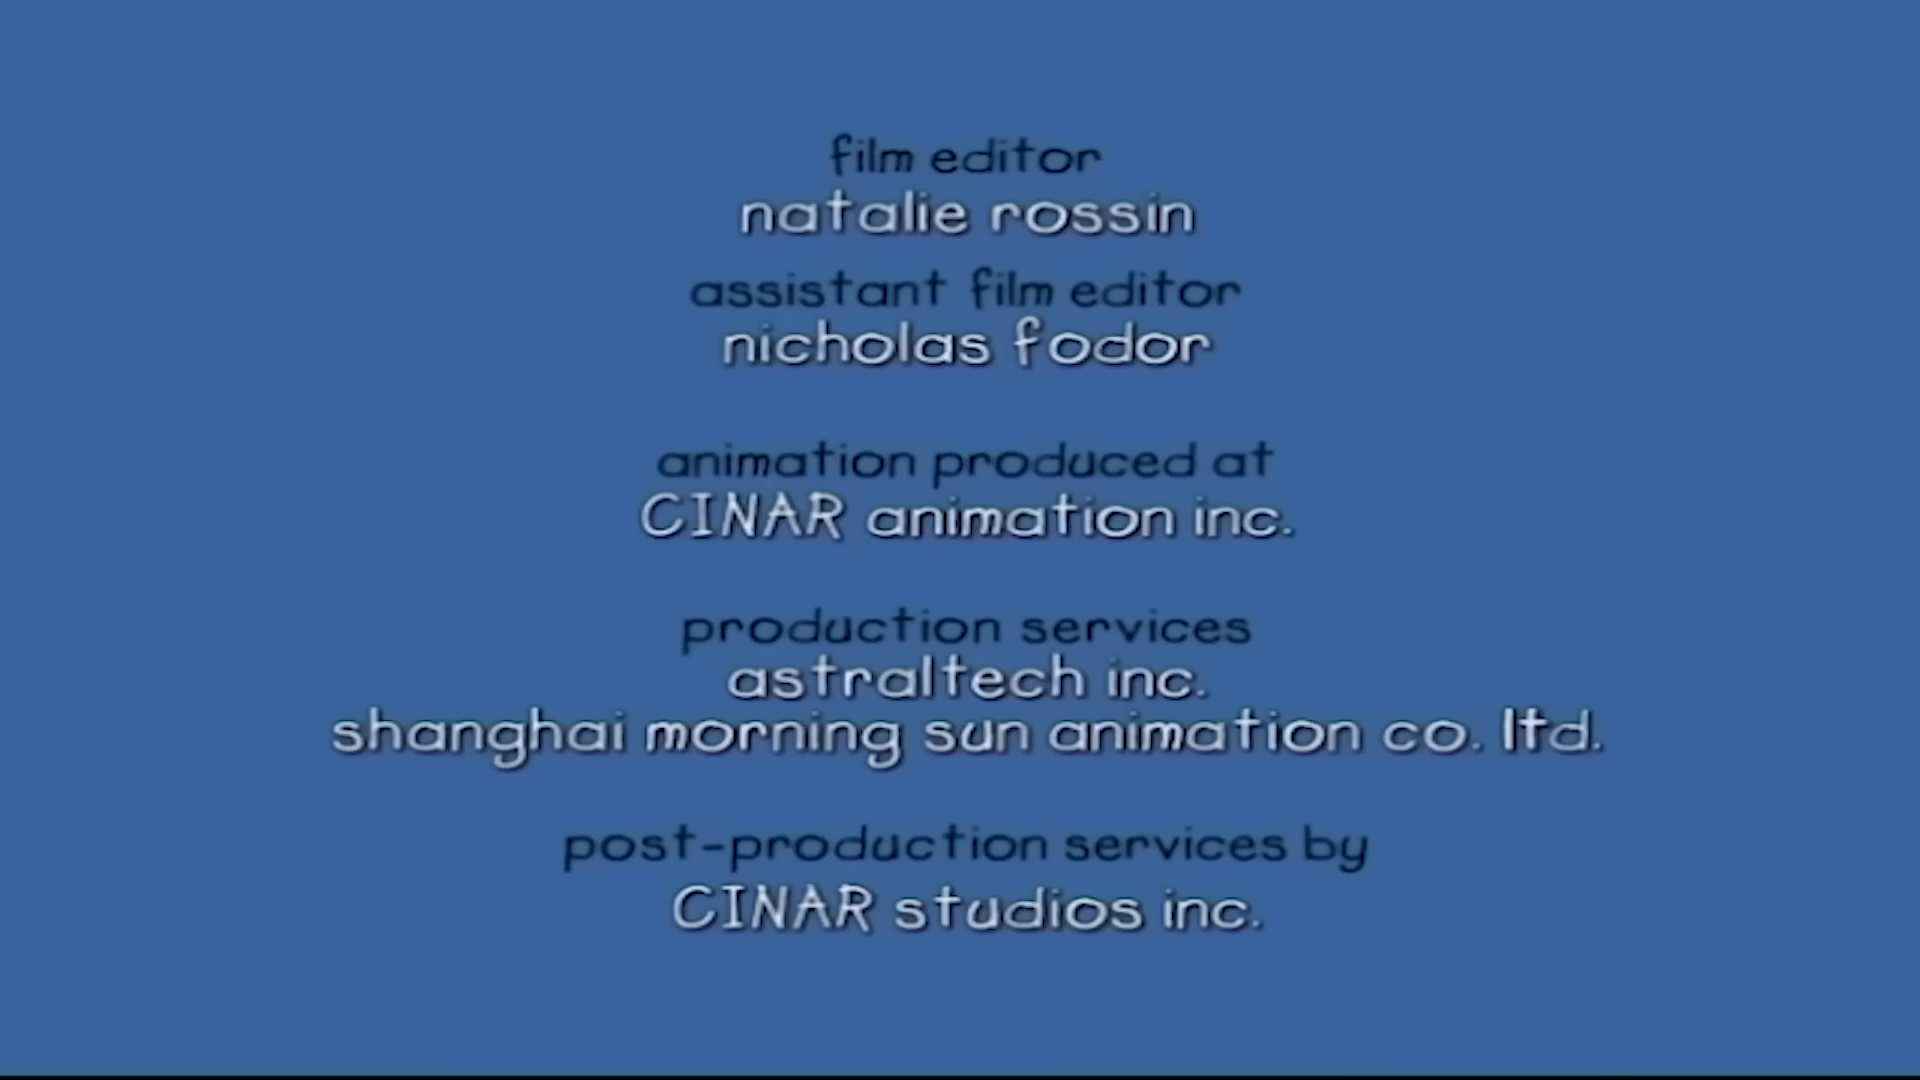 film editor
natalie rossin
assistant film editor
nicholas fodor
animation produced at
CINAR animation inc.
production services
astraltech inc.
shanghai morning sun animation co. ltd.
post-production services by
CINAR studios inc.